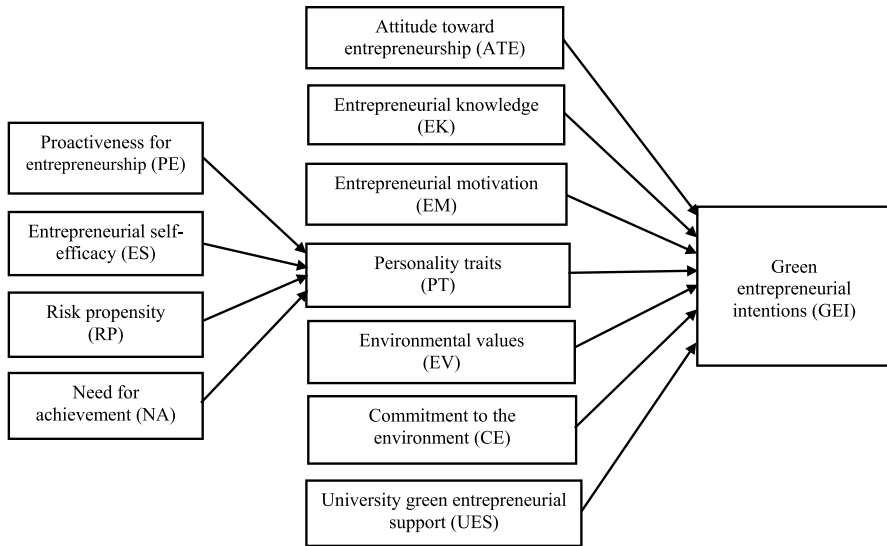 Attitude toward
entrepreneurship (ATE)
Entrepreneurial knowledge
(EK)
Proactiveness for
entrepreneurship (PE)
Entrepreneurial motivation
(EM)
Entrepreneurial self-
efficacy (ES)
Personality traits
(PT)
Green
entrepreneurial
intentions (GEI)
Risk propensity
(RP)
Environmental values
(EV)
Need for
achievement (NA)
Commitment to the
environment (CE)
University green entrepreneurial
support (UES)